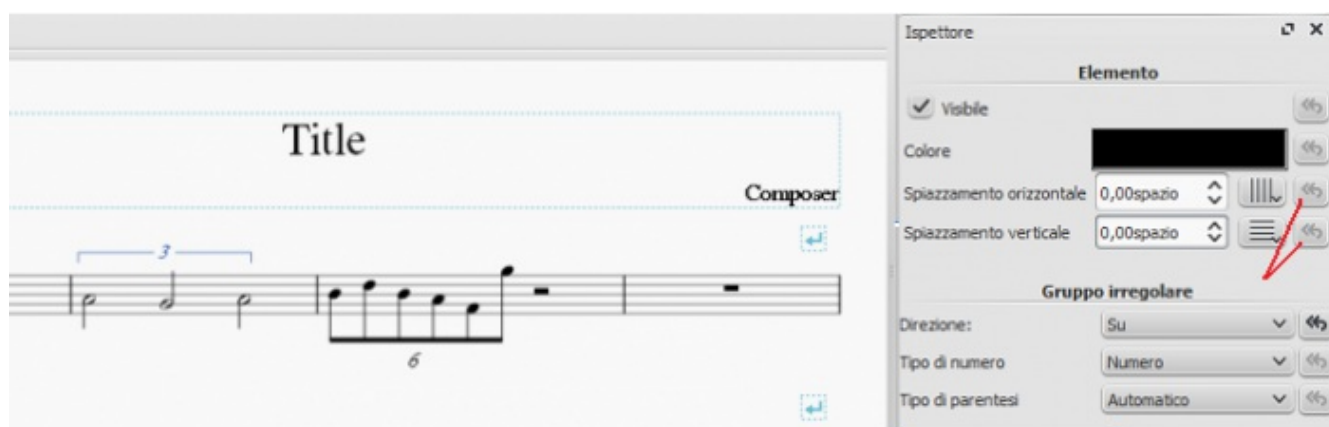 Ispettore
Elemento
Visibile
Colore
Spiazzamento orizzontale 0,00spazio
Spiazzamento verticale 0,00spazio
Gruppo irregolare
Direzione: Su
Tipo di numero Numero
Tipo di parentesi Automatico
Title
Composer
3
6